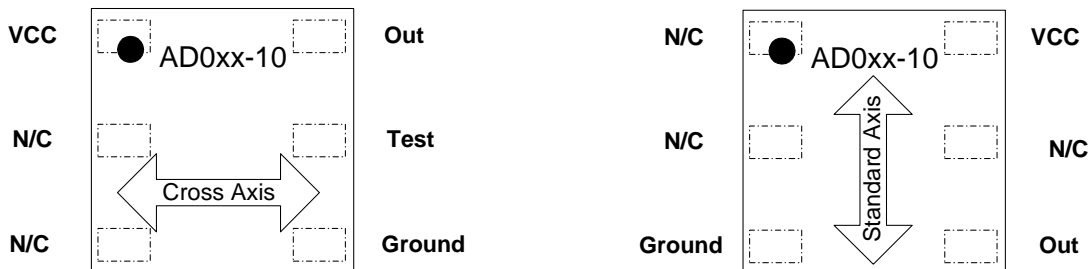 VCC
Out
AD0xx-10
N/C
Test
Cross Axis
N/C
Ground
N/C
VCC
AD0xx-10
N/C
N/C
Standard Axis
Ground
Out